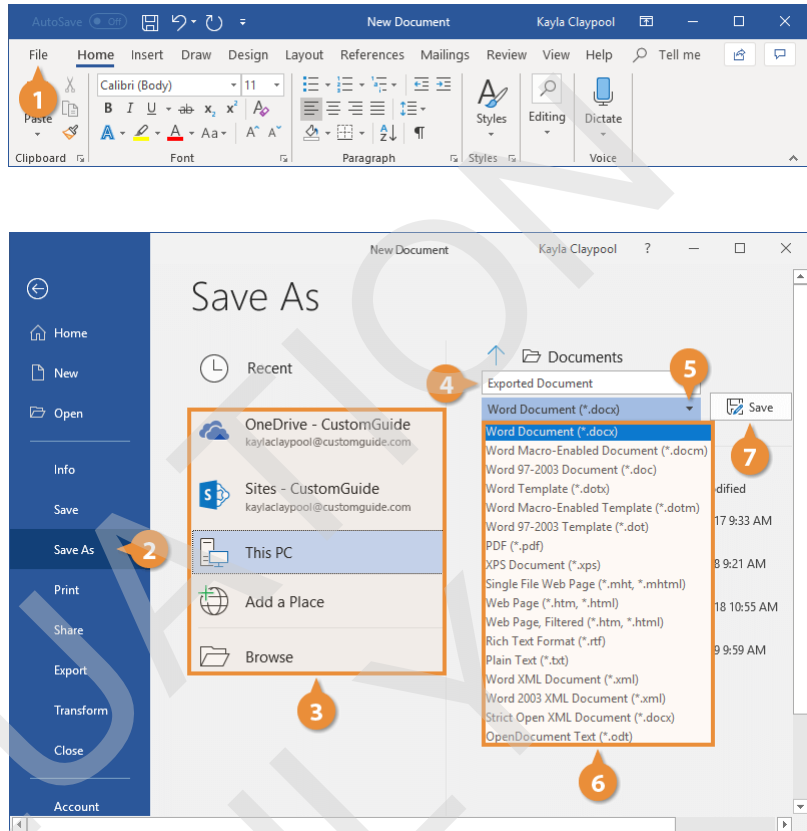 AutoSave Off New Document Kayla Claypool
File Home Insert Draw Design Layout References Mailings Review View Help Tell me
1
Calibri (Body) 11
Paste B I U ab x₂ x² A Styles Editing Dictate
A A Aa A A
Clipboard Font Paragraph Styles Voice
New Document Kayla Claypool ?
Save As
Home
New
Open
Info
Save
Save As
Print
Share
Export
Transform
Close
Account
2
Recent
OneDrive - CustomGuide
kaylaclaypool@customguide.com
Sites - CustomGuide
kaylaclaypool@customguide.com
This PC
Add a Place
Browse
3
Documents
4 Exported Document 5
Word Document (*.docx) Save
7
Word Document (*.docx)
Word Macro-Enabled Document (*.docm)
Word 97-2003 Document (*.doc)
Word Template (*.dotx)
Word Macro-Enabled Template (*.dotm)
Word 97-2003 Template (*.dot)
PDF (*.pdf)
XPS Document (*.xps)
Single File Web Page (*.mht, *.mhtml)
Web Page (*.htm, *.html)
Web Page, Filtered (*.htm, *.html)
Rich Text Format (*.rtf)
Plain Text (*.txt)
Word XML Document (*.xml)
Word 2003 XML Document (*.xml)
Strict Open XML Document (*.docx)
OpenDocument Text (*.odt)
6
dified
17 9:33 AM
8 9:21 AM
18 10:55 AM
9 9:59 AM